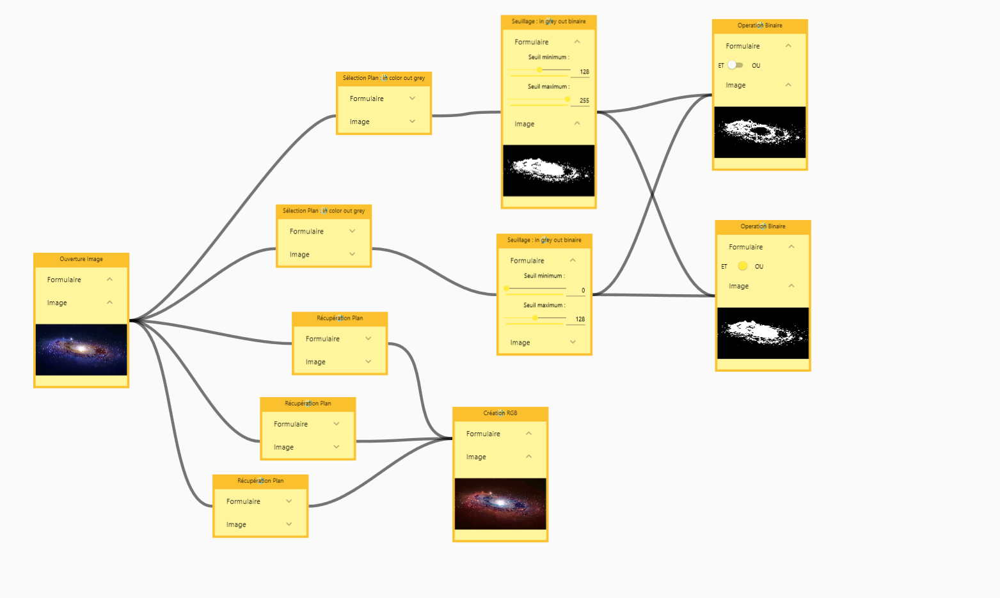 Seuillage : in grey out binaire
Formulaire
Seuil minimum :
128
Seuil maximum :
255
Image
Operation Binaire
Formulaire
ET OU
Image
Sélection Plan : in color out grey
Formulaire
Image
Sélection Plan : in color out grey
Formulaire
Image
Operation Binaire
Formulaire
ET OU
Image
Seuillage : in grey out binaire
Formulaire
Seuil minimum :
0
Seuil maximum :
128
Image
Ouverture Image
Formulaire
Image
Récupération Plan
Formulaire
Image
Récupération Plan
Formulaire
Image
Création RGB
Formulaire
Image
Récupération Plan
Formulaire
Image